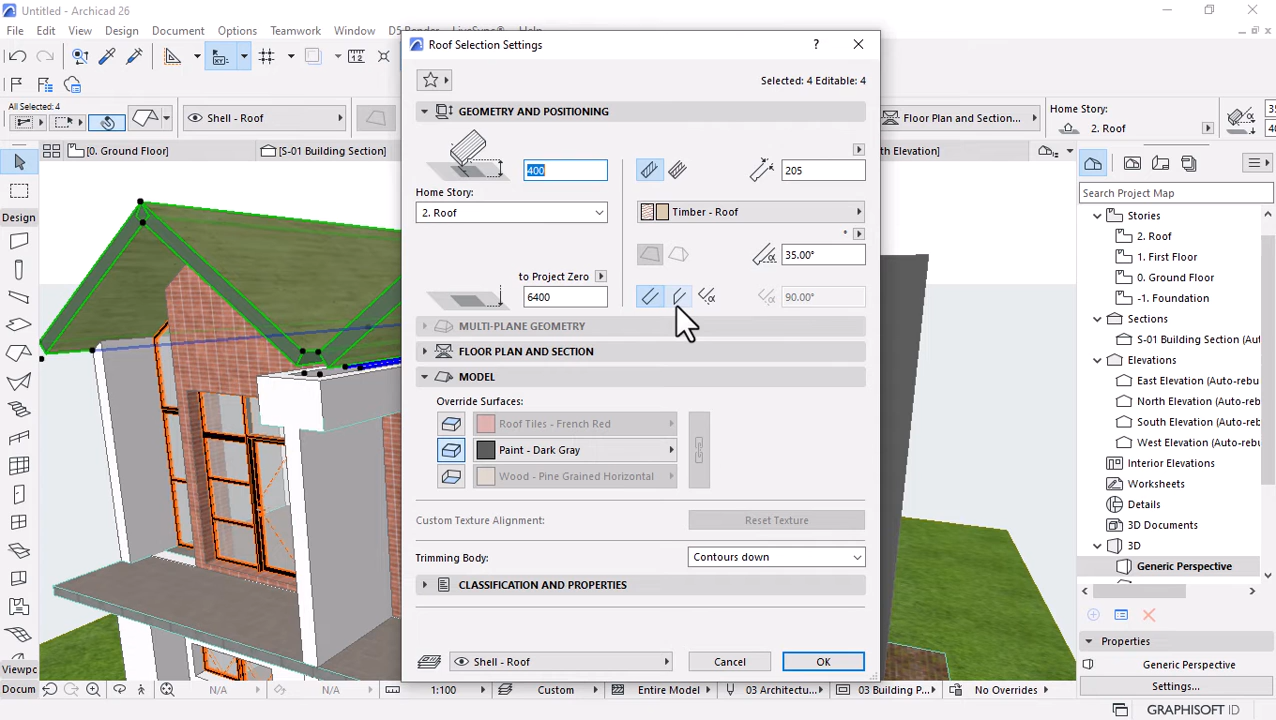 Untitled - Archicad 26
File Edit View Design Document Options Teamwork Window D5 Render LiveSync® Help
All Selected: 4
Shell - Roof
Floor Plan and Section...
Home Story:
2. Roof
[0. Ground Floor]
[S-01 Building Section]
Design
Viewpc
Docum
Roof Selection Settings
?
Selected: 4 Editable: 4
GEOMETRY AND POSITIONING
400
205
Home Story:
2. Roof
Timber - Roof
35.00°
to Project Zero
6400
90.00°
MULTI-PLANE GEOMETRY
FLOOR PLAN AND SECTION
MODEL
Override Surfaces:
Roof Tiles - French Red
Paint - Dark Gray
Wood - Pine Grained Horizontal
Custom Texture Alignment:
Reset Texture
Trimming Body:
Contours down
CLASSIFICATION AND PROPERTIES
Shell - Roof
Cancel
OK
Search Project Map
Stories
2. Roof
1. First Floor
0. Ground Floor
-1. Foundation
Sections
S-01 Building Section (Aut
Elevations
East Elevation (Auto-rebu
North Elevation (Auto-reb
South Elevation (Auto-reb
West Elevation (Auto-rebu
Interior Elevations
Worksheets
Details
3D Documents
3D
Generic Perspective
Properties
Generic Perspective
Settings...
N/A
N/A
1:100
Custom
Entire Model
03 Architectu...
03 Building P...
No Overrides
GRAPHISOFT ID